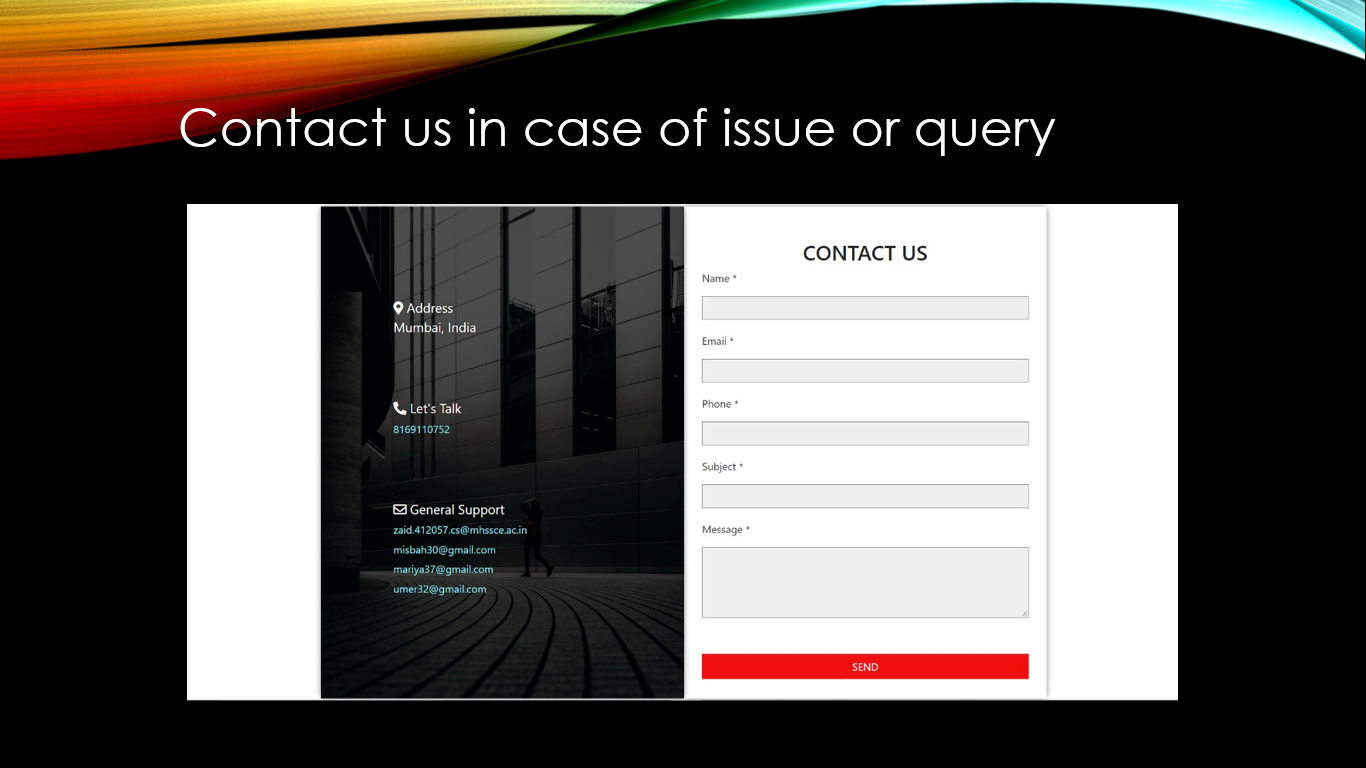 Contact us in case of issue or query
Address
Mumbai, India
Let's Talk
8169110752
General Support
zaid.412057.cs@mhssce.ac.in
misbah30@gmail.com
mariya37@gmail.com
umer32@gmail.com
CONTACT US
Name *
Email *
Phone *
Subject *
Message *
SEND